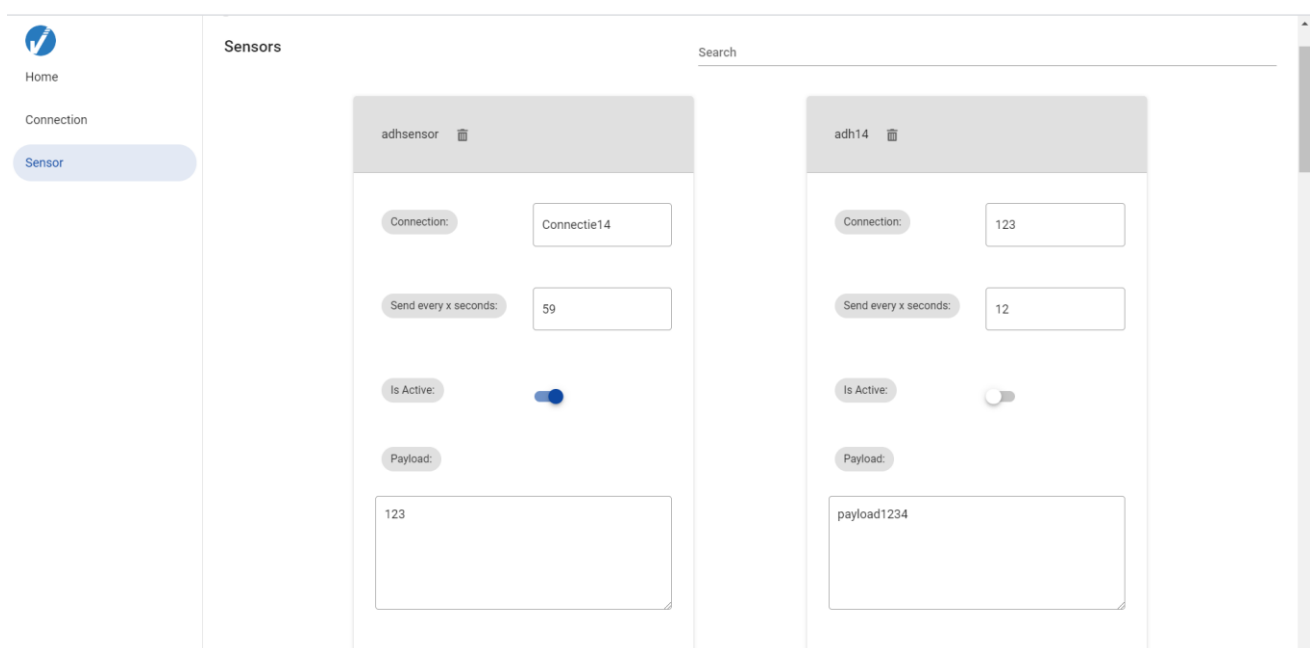 Home
Connection
Sensor
Sensors
Search
adhsensor
Connection:
Connectie14
Send every x seconds:
59
Is Active:
Payload:
123
adh14
Connection:
123
Send every x seconds:
12
Is Active:
Payload:
payload1234